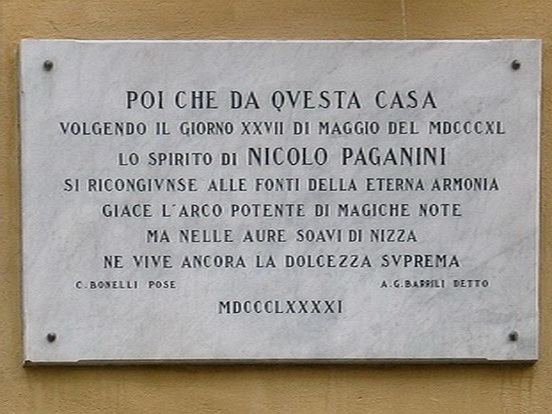 POI CHE DA QVESTA CASA
VOLGENDO IL GIORNO XXVII DI MAGGIO DEL MDCCCXL
LO SPIRITO DI NICOLO PAGANINI
SI RICONGIVNSE ALLE FONTI DELLA ETERNA ARMONIA
GIACE L'ARCO POTENTE DI MAGICHE NOTE
MA NELLE AURE SOAVI DI NIZZA
NE VIVE ANCORA LA DOLCEZZA SVPREMA
C. BONELLI POSE A. G. BARRILI DETTO
MDCCCLXXXXI